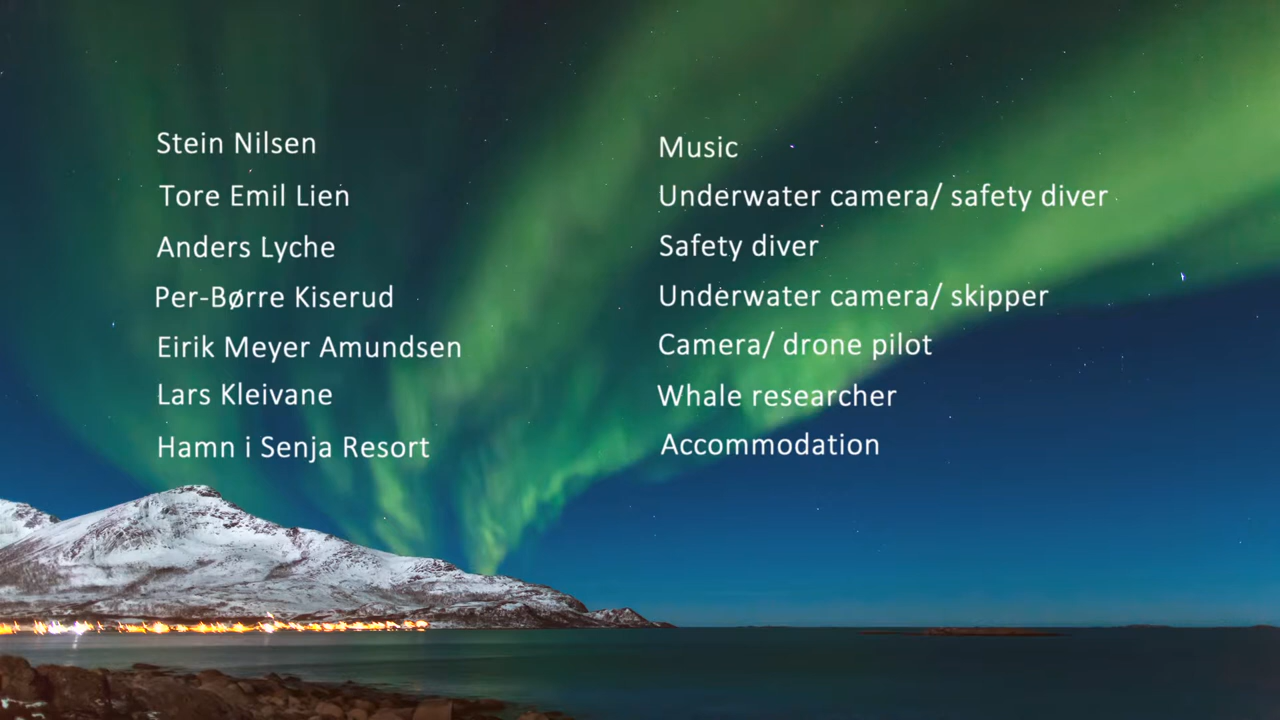 Stein Nilsen Music
Tore Emil Lien Underwater camera/ safety diver
Anders Lyche Safety diver
Per-Børre Kiserud Underwater camera/ skipper
Eirik Meyer Amundsen Camera/ drone pilot
Lars Kleivane Whale researcher
Hamn i Senja Resort Accommodation